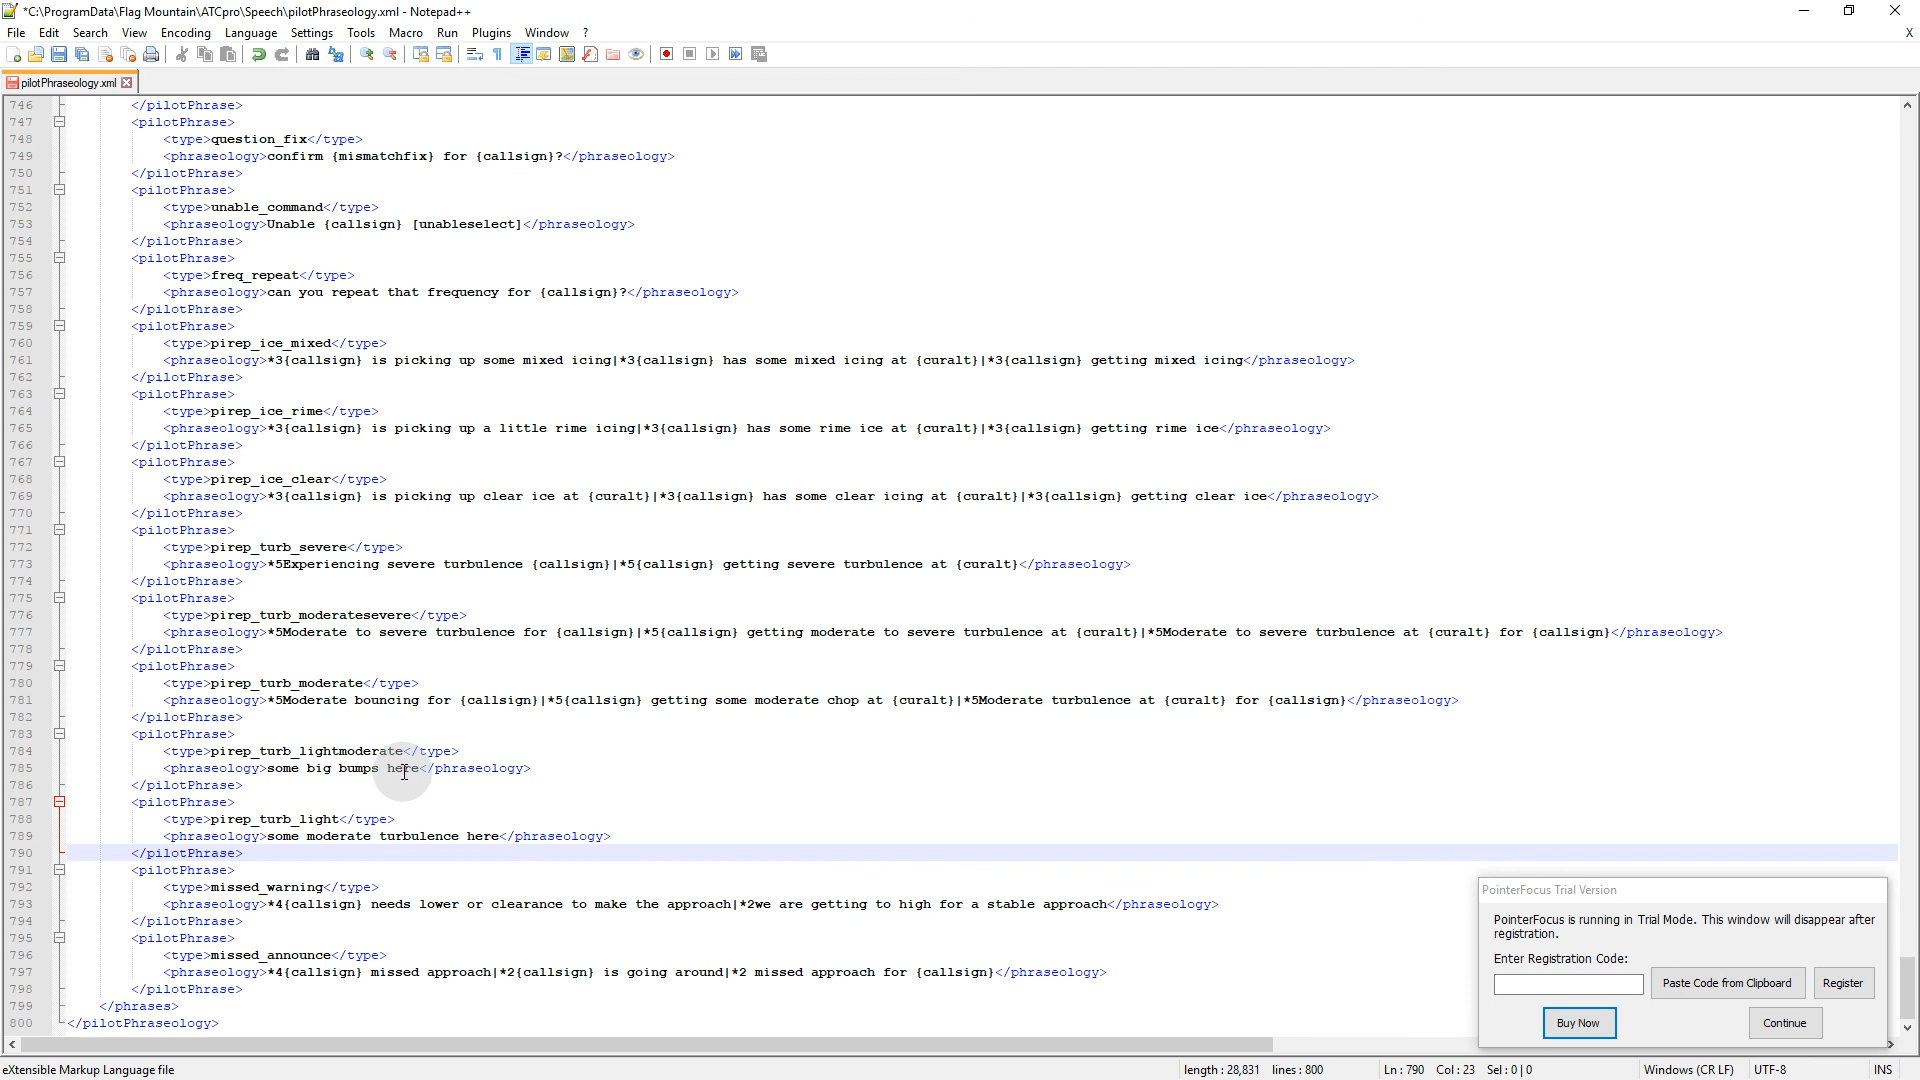 *C:\ProgramData\Flag Mountain\ATCpro\Speech\pilotPhraseology.xml - Notepad++
File Edit Search View Encoding Language Settings Tools Macro Run Plugins Window ? X
pilotPhraseology.xml
746 </pilotPhrase>
747 <pilotPhrase>
748 <type>question_fix</type>
749 <phraseology>confirm {mismatchfix} for {callsign}?</phraseology>
750 </pilotPhrase>
751 <pilotPhrase>
752 <type>unable_command</type>
753 <phraseology>Unable {callsign} [unableselect]</phraseology>
754 </pilotPhrase>
755 <pilotPhrase>
756 <type>freq_repeat</type>
757 <phraseology>can you repeat that frequency for {callsign}?</phraseology>
758 </pilotPhrase>
759 <pilotPhrase>
760 <type>pirep_ice_mixed</type>
761 <phraseology>*3{callsign} is picking up some mixed icing|*3{callsign} has some mixed icing at {curalt}|*3{callsign} getting mixed icing</phraseology>
762 </pilotPhrase>
763 <pilotPhrase>
764 <type>pirep_ice_rime</type>
765 <phraseology>*3{callsign} is picking up a little rime icing|*3{callsign} has some rime ice at {curalt}|*3{callsign} getting rime ice</phraseology>
766 </pilotPhrase>
767 <pilotPhrase>
768 <type>pirep_ice_clear</type>
769 <phraseology>*3{callsign} is picking up clear ice at {curalt}|*3{callsign} has some clear icing at {curalt}|*3{callsign} getting clear ice</phraseology>
770 </pilotPhrase>
771 <pilotPhrase>
772 <type>pirep_turb_severe</type>
773 <phraseology>*5Experiencing severe turbulence {callsign}|*5{callsign} getting severe turbulence at {curalt}</phraseology>
774 </pilotPhrase>
775 <pilotPhrase>
776 <type>pirep_turb_moderatesevere</type>
777 <phraseology>*5Moderate to severe turbulence for {callsign}|*5{callsign} getting moderate to severe turbulence at {curalt}|*5Moderate to severe turbulence at {curalt} for {callsign}</phraseology>
778 </pilotPhrase>
779 <pilotPhrase>
780 <type>pirep_turb_moderate</type>
781 <phraseology>*5Moderate bouncing for {callsign}|*5{callsign} getting some moderate chop at {curalt}|*5Moderate turbulence at {curalt} for {callsign}</phraseology>
782 </pilotPhrase>
783 <pilotPhrase>
784 <type>pirep_turb_lightmoderate</type>
785 <phraseology>some big bumps here</phraseology>
786 </pilotPhrase>
787 <pilotPhrase>
788 <type>pirep_turb_light</type>
789 <phraseology>some moderate turbulence here</phraseology>
790 </pilotPhrase>
791 <pilotPhrase>
792 <type>missed_warning</type>
793 <phraseology>*4{callsign} needs lower or clearance to make the approach|*2we are getting to high for a stable approach</phraseology>
794 </pilotPhrase>
795 <pilotPhrase>
796 <type>missed_announce</type>
797 <phraseology>*4{callsign} missed approach|*2{callsign} is going around|*2 missed approach for {callsign}</phraseology>
798 </pilotPhrase>
799 </phrases>
800 </pilotPhraseology>
PointerFocus Trial Version
PointerFocus is running in Trial Mode. This window will disappear after
registration.
Enter Registration Code:
Paste Code from Clipboard Register
Buy Now Continue
eXtensible Markup Language file length : 28,831 lines : 800 Ln : 790 Col : 23 Sel : 0 | 0 Windows (CR LF) UTF-8 INS